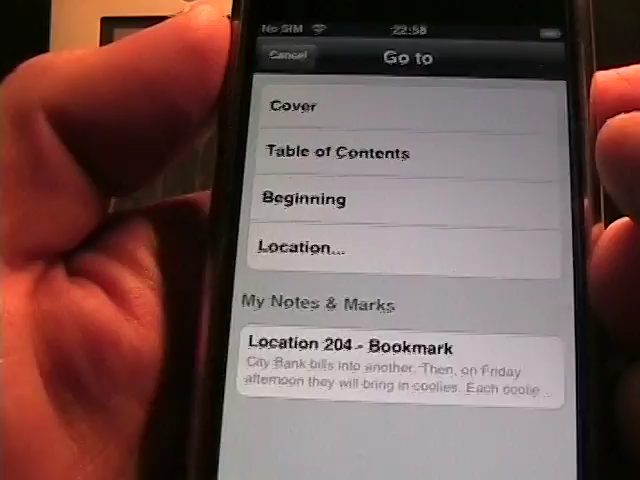 No SIM 22:58
Cancel Go to
Cover
Table of Contents
Beginning
Location...
My Notes & Marks
Location 204 - Bookmark
City Bank bills into another. Then, on Friday
afternoon they will bring in coolies. Each coolie ...